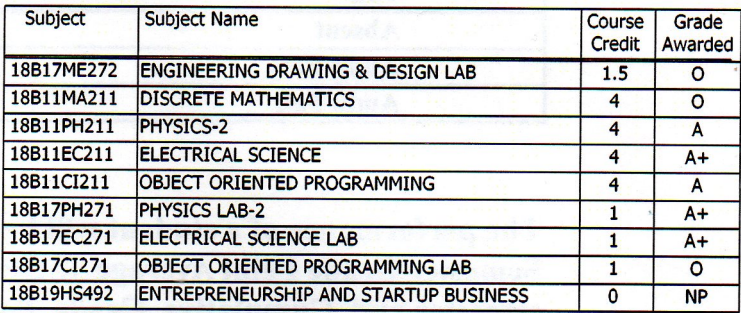 Subject Subject Name Course Credit Grade Awarded
18B17ME272 ENGINEERING DRAWING & DESIGN LAB 1.5 O
18B11MA211 DISCRETE MATHEMATICS 4 O
18B11PH211 PHYSICS-2 4 A
18B11EC211 ELECTRICAL SCIENCE 4 A+
18B11CI211 OBJECT ORIENTED PROGRAMMING 4 A
18B17PH271 PHYSICS LAB-2 1 A+
18B17EC271 ELECTRICAL SCIENCE LAB 1 A+
18B17CI271 OBJECT ORIENTED PROGRAMMING LAB 1 O
18B19HS492 ENTREPRENEURSHIP AND STARTUP BUSINESS 0 NP